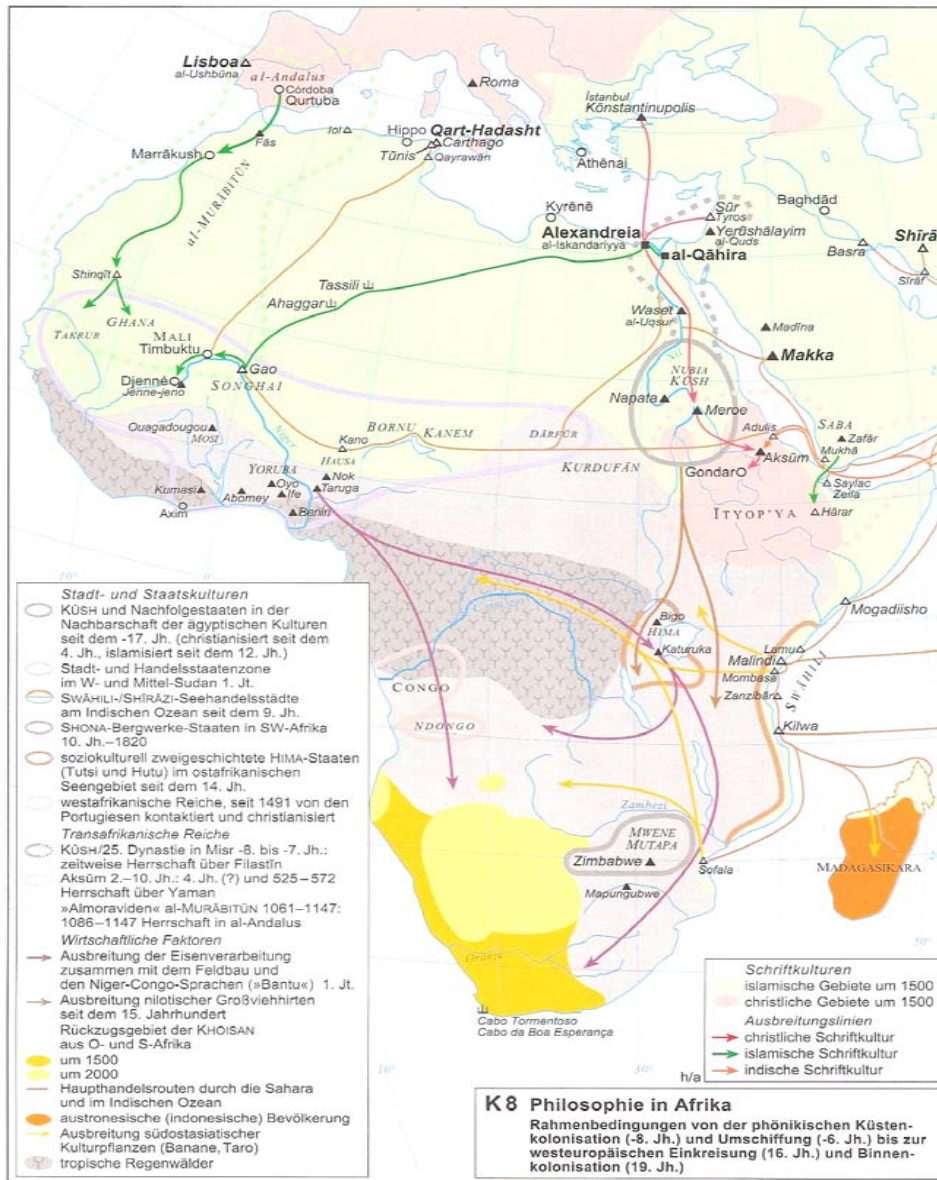 Lisboa
al-Ushbūna
al-Andalus
Córdoba
Qurtuba
Roma
İstanbul
Kōnstantinupolis
Iol
Hippo
Qart-Hadasht
Carthago
Tūnis
Qayrawān
Fās
Marrākush
Athēnai
al-MURĀBITŪN
Kyrēnē
Sūr
Tyros
Baghdād
Alexandreia
al-Iskandariyya
Yerūshālayim
al-Quds
al-Qāhira
Basra
Shīrā
Sīrāf
Shinqīt
Tassili
Ahaggar
Waset
al-Uqsur
Madīna
TAKRUR
GHANA
MALI
Timbuktu
Makka
Nil
NUBIA
KŪSH
Djenné
Jenne-jeno
SONGHAI
Gao
Napata
Meroe
Ouagadougou
MOSI
Niger
BORNU
KANEM
Kano
HAUSA
DĀRFŪR
KURDUFĀN
Adulis
SABA
Zafār
Mukhā
Aksūm
Gondar
Saylac
Zeila
YORUBA
Nok
Oyo
Taruga
Kumasi
Abomey
Ife
Axim
Benin
ITYOP'YA
Hārar
10°
0°
Mogadiisho
Bigo
HIMA
Katuruka
Lamu
Malindi
Mombasa
Zanzibār
SWĀHILI
Kilwa
CONGO
NDONGO
Zambezi
MWENE
MUTAPA
Zimbabwe
Sofala
Mapungubwe
MADAGASIKARA
Oranje
Cabo Tormentoso
Cabo da Boa Esperança
10°
30°
50°
h/a
Stadt- und Staatskulturen
KŪSH und Nachfolgestaaten in der
Nachbarschaft der ägyptischen Kulturen
seit dem -17. Jh. (christianisiert seit dem
4. Jh., islamisiert seit dem 12. Jh.)
Stadt- und Handelsstaatenzone
im W- und Mittel-Sudan 1. Jt.
SWĀHILI-/SHĪRĀZI-Seehandelsstädte
am Indischen Ozean seit dem 9. Jh.
SHONA-Bergwerke-Staaten in SW-Afrika
10. Jh.–1820
soziokulturell zweigeschichtete HIMA-Staaten
(Tutsi und Hutu) im ostafrikanischen
Seengebiet seit dem 14. Jh.
westafrikanische Reiche, seit 1491 von den
Portugiesen kontaktiert und christianisiert
Transafrikanische Reiche
KŪSH/25. Dynastie in Misr -8. bis -7. Jh.:
zeitweise Herrschaft über Filastīn
Aksūm 2.–10. Jh.: 4. Jh. (?) und 525–572
Herrschaft über Yaman
»Almoraviden« al-MURĀBITŪN 1061–1147:
1086–1147 Herrschaft in al-Andalus
Wirtschaftliche Faktoren
Ausbreitung der Eisenverarbeitung
zusammen mit dem Feldbau und
den Niger-Congo-Sprachen (»Bantu«) 1. Jt.
Ausbreitung nilotischer Großviehhirten
seit dem 15. Jahrhundert
Rückzugsgebiet der KHOISAN
aus O- und S-Afrika
um 1500
um 2000
Haupthandelsrouten durch die Sahara
und im Indischen Ozean
austronesische (indonesische) Bevölkerung
Ausbreitung südostasiatischer
Kulturpflanzen (Banane, Taro)
tropische Regenwälder
Schriftkulturen
islamische Gebiete um 1500
christliche Gebiete um 1500
Ausbreitungslinien
christliche Schriftkultur
islamische Schriftkultur
indische Schriftkultur
K 8 Philosophie in Afrika
Rahmenbedingungen von der phönikischen Küsten-
kolonisation (-8. Jh.) und Umschiffung (-6. Jh.) bis zur
westeuropäischen Einkreisung (16. Jh.) und Binnen-
kolonisation (19. Jh.)